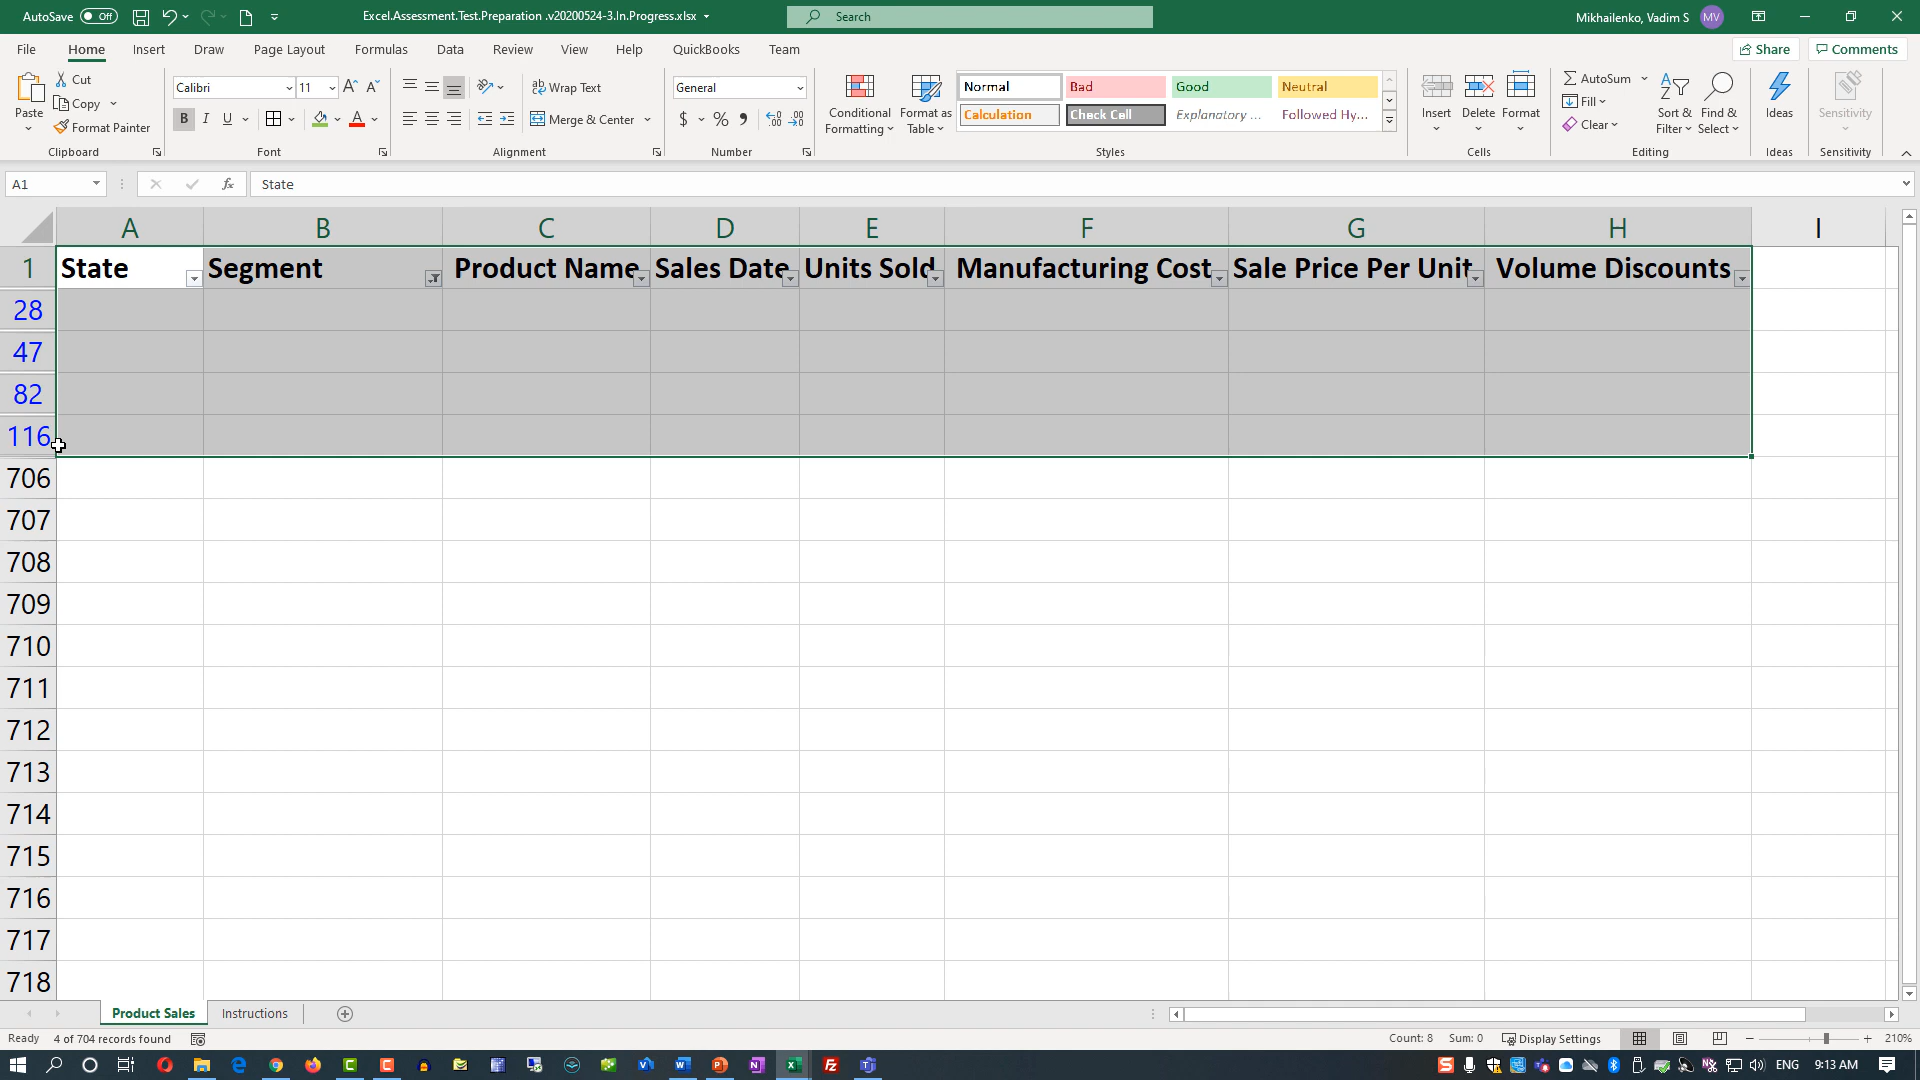 AutoSave Off Excel.Assessment.Test.Preparation .v20200524-3.In.Progress.xlsx Search Mikhailenko, Vadim S MV
File Home Insert Draw Page Layout Formulas Data Review View Help QuickBooks Team Share Comments
Paste
Cut
Copy
Format Painter
Clipboard
Calibri 11
B I U
Font
Wrap Text
Merge & Center
Alignment
General
$ % ,
Number
Conditional Formatting
Format as Table
Normal Bad Good Neutral
Calculation Check Cell Explanatory ... Followed Hy...
Styles
Insert Delete Format
Cells
AutoSum
Fill
Clear
Sort & Filter
Find & Select
Editing
Ideas
Ideas
Sensitivity
Sensitivity
A1 fx State
A B C D E F G H I
1 State Segment Product Name Sales Date Units Sold Manufacturing Cost Sale Price Per Unit Volume Discounts
28
47
82
116
706
707
708
709
710
711
712
713
714
715
716
717
718
Product Sales Instructions
Ready 4 of 704 records found Count: 8 Sum: 0 Display Settings 210%
ENG 9:13 AM